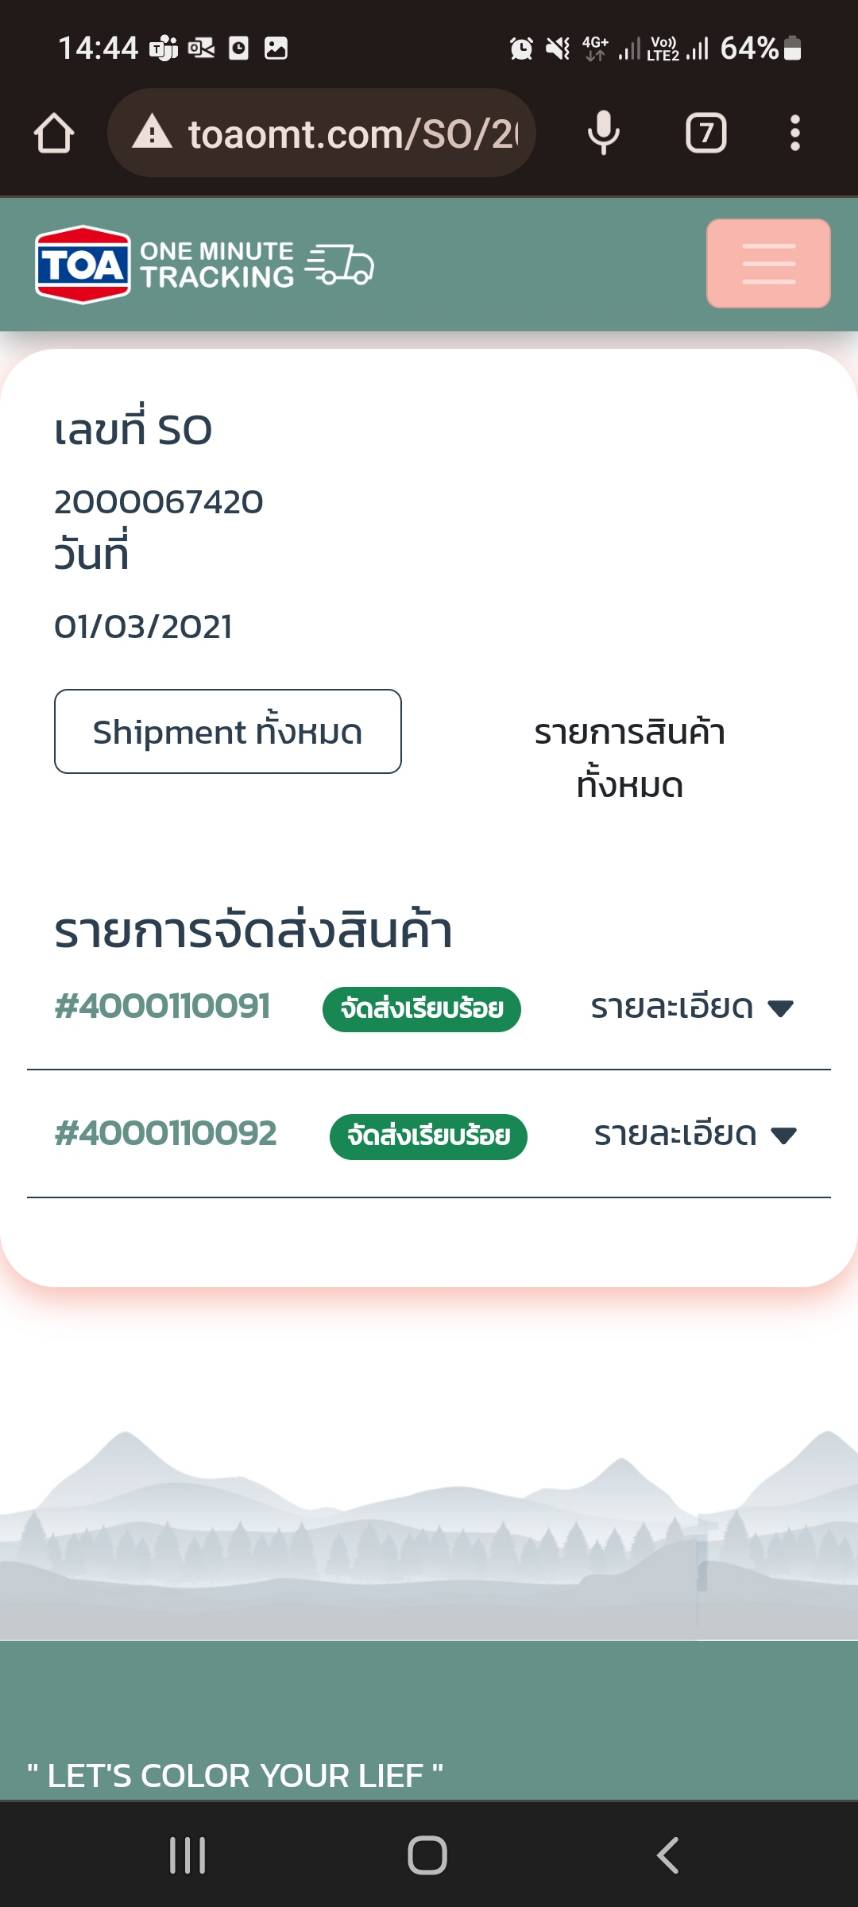 14:44
4G+
Vo))
LTE2
64%
toaomt.com/SO/2
7
TOA
ONE MINUTE
TRACKING
เลขที่ SO
2000067420
วันที่
01/03/2021
Shipment ทั้งหมด
รายการสินค้า
ทั้งหมด
รายการจัดส่งสินค้า
#4000110091 จัดส่งเรียบร้อย รายละเอียด
#4000110092 จัดส่งเรียบร้อย รายละเอียด
" LET'S COLOR YOUR LIEF "